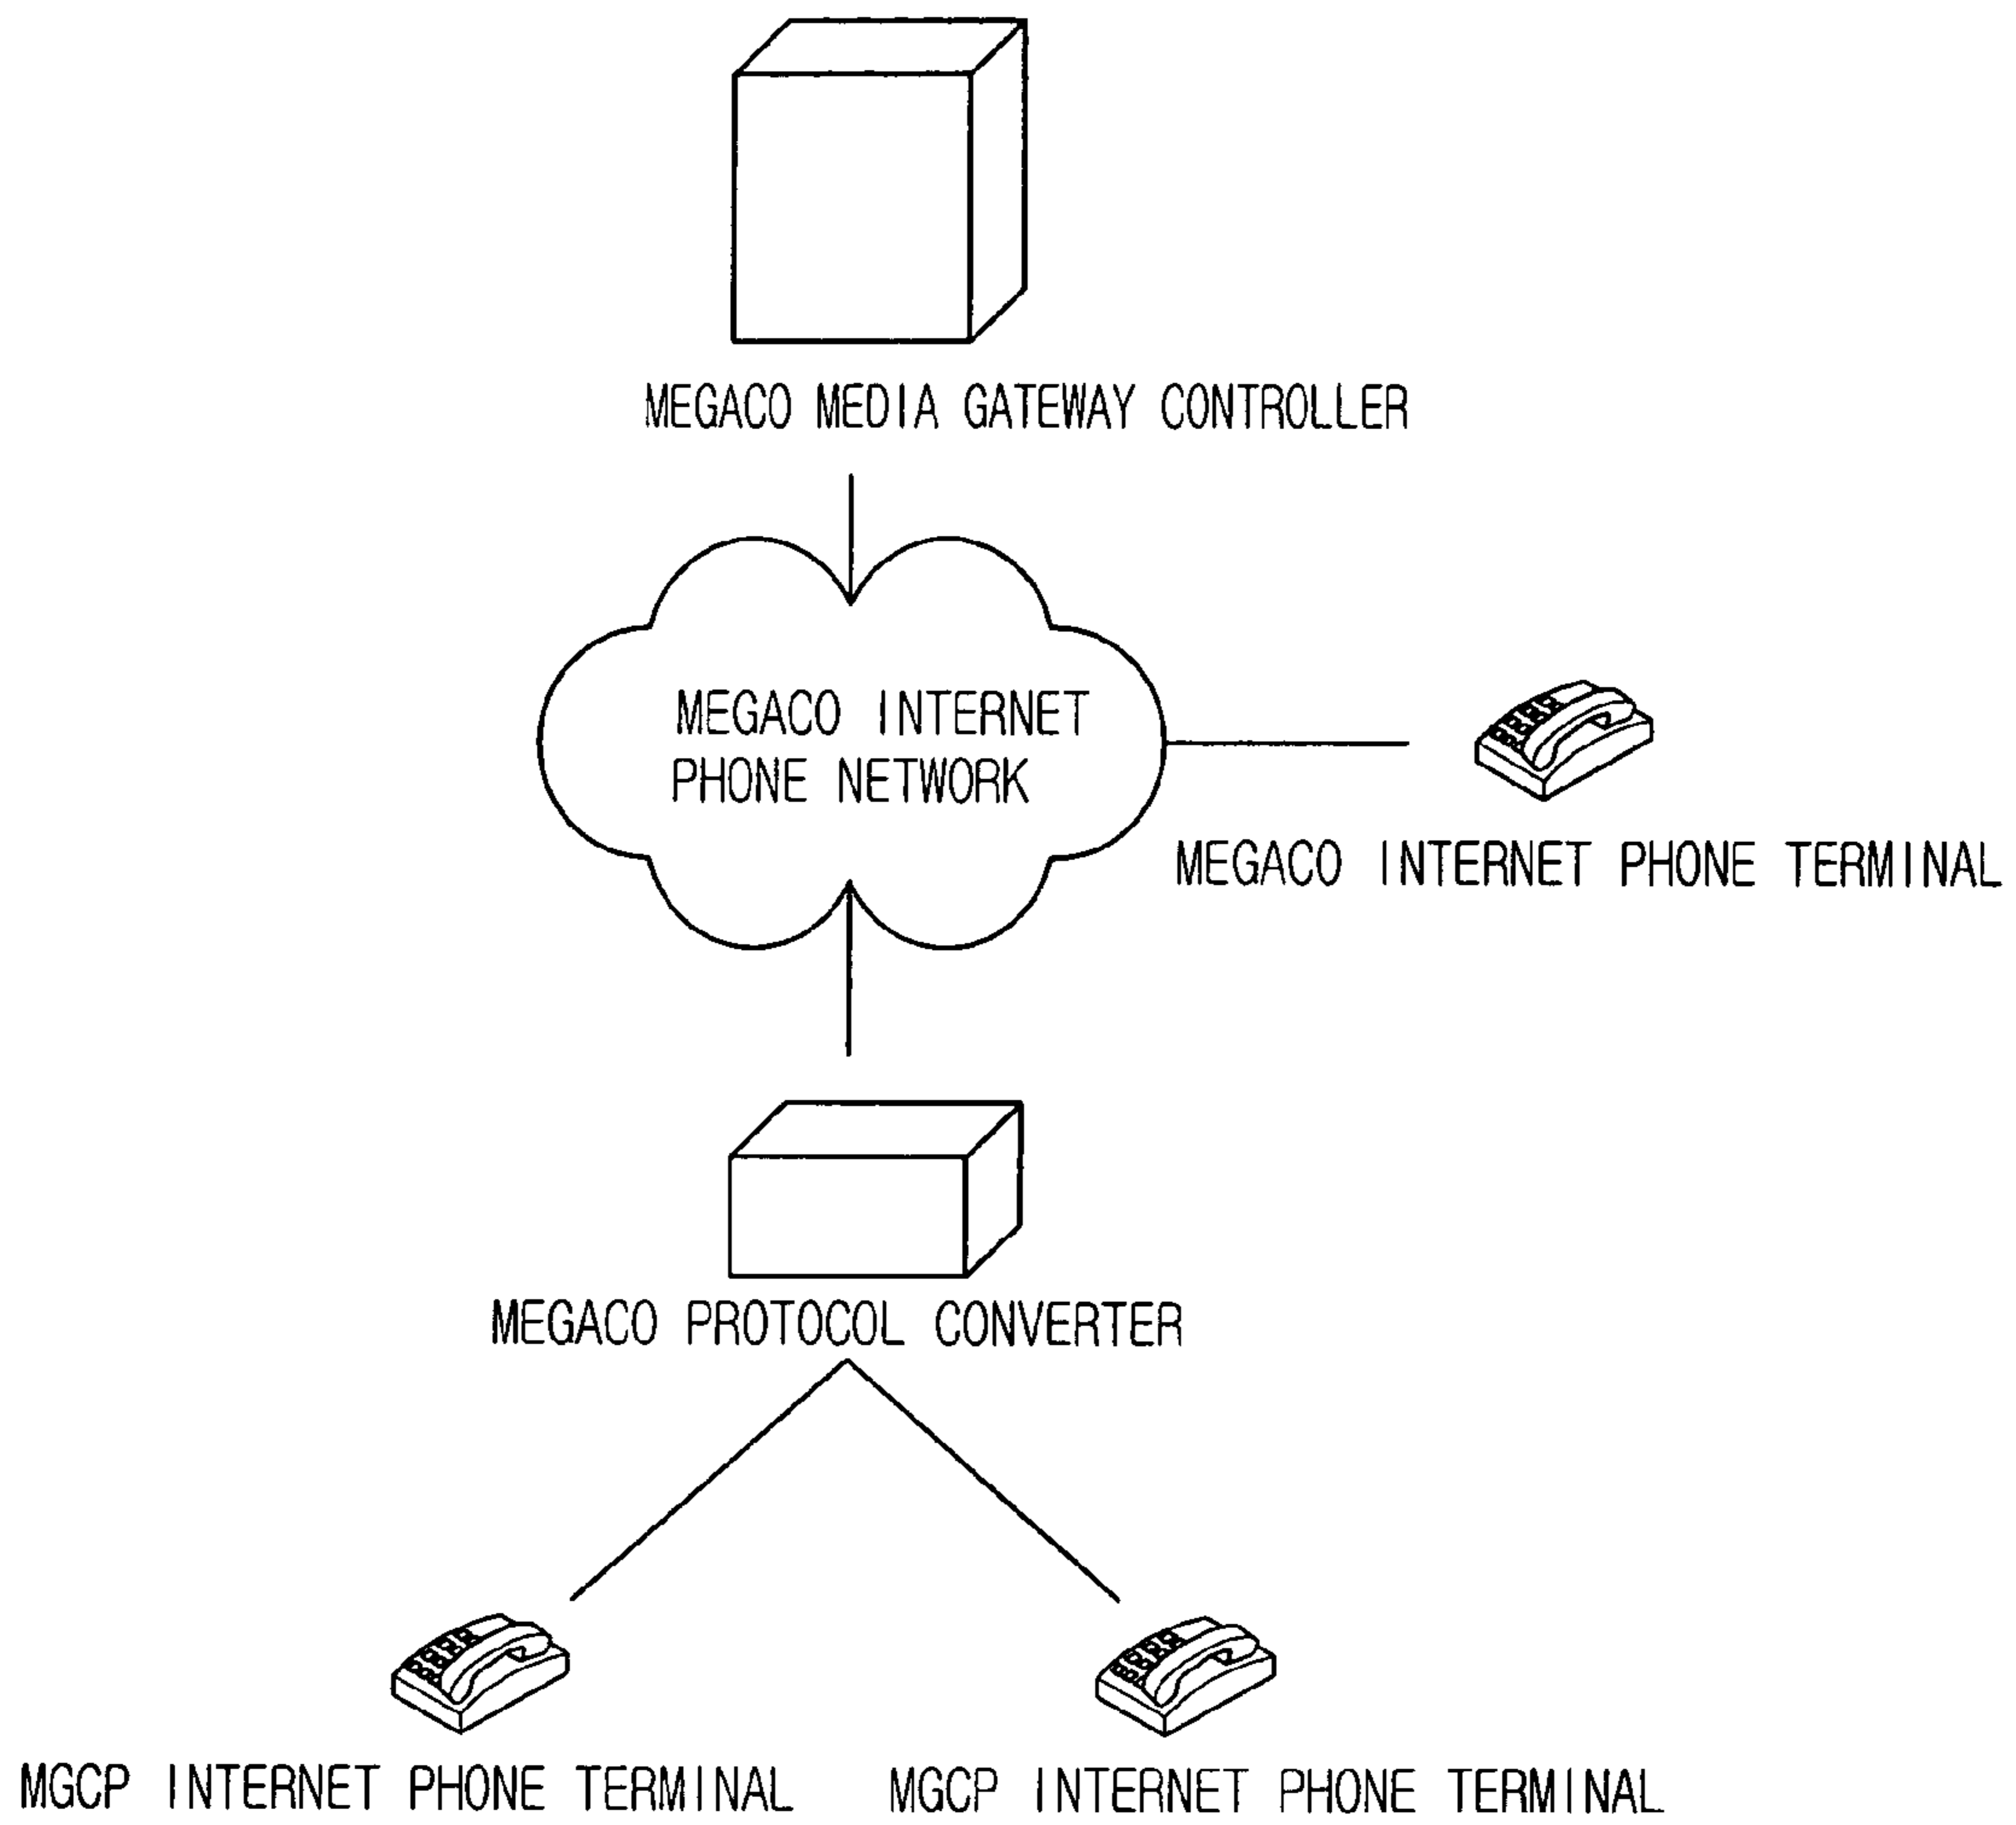 MEGACO MEDIA GATEWAY CONTROLLER
MEGACO INTERNET
PHONE NETWORK
MEGACO INTERNET PHONE TERMINAL
MEGACO PROTOCOL CONVERTER
MGCP INTERNET PHONE TERMINAL
MGCP INTERNET PHONE TERMINAL